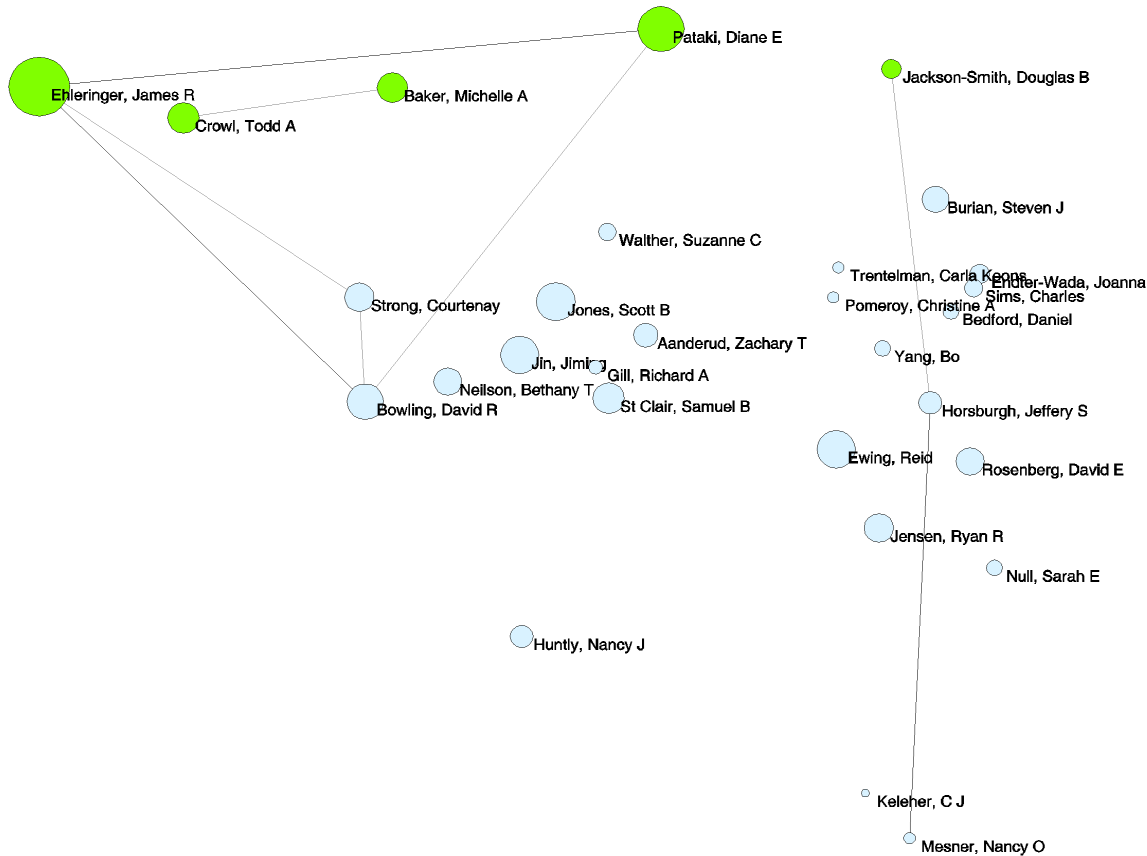 Pataki, Diane E
Jackson-Smith, Douglas B
Ehleringer, James R
Baker, Michelle A
Crowl, Todd A
Burian, Steven J
Walther, Suzanne C
Trentelman, Carla Koons
Endter-Wada, Joanna
Sims, Charles
Strong, Courtenay
Pomeroy, Christine A
Jones, Scott B
Bedford, Daniel
Aanderud, Zachary T
Yang, Bo
Jin, Jiming
Gill, Richard A
Neilson, Bethany T
Bowling, David R
St Clair, Samuel B
Horsburgh, Jeffery S
Ewing, Reid
Rosenberg, David E
Jensen, Ryan R
Null, Sarah E
Huntly, Nancy J
Keleher, C J
Mesner, Nancy O